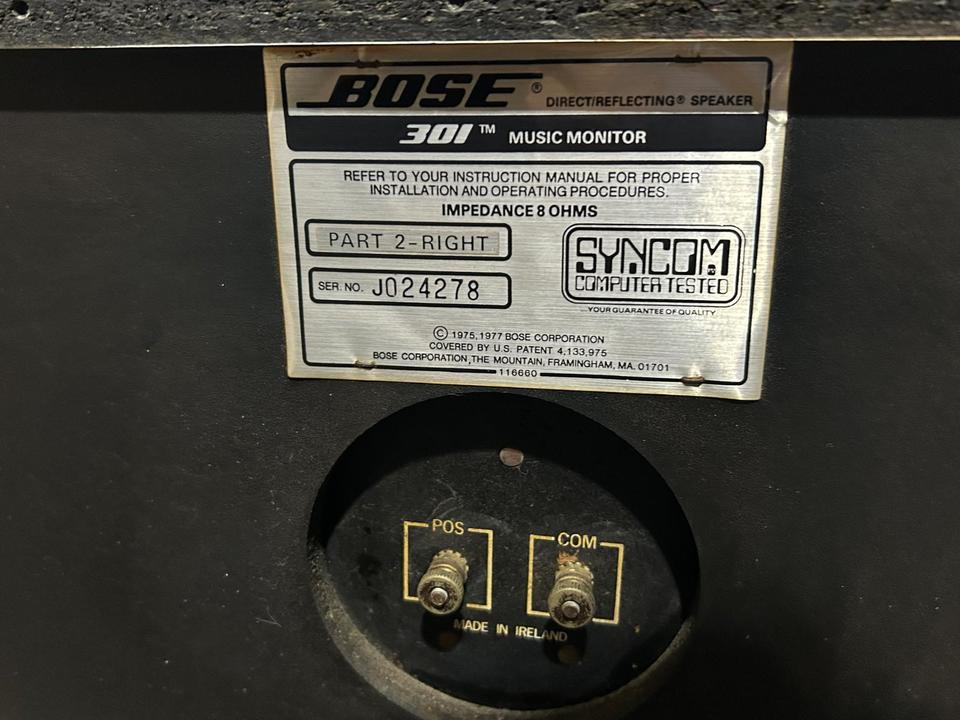 BOSE® DIRECT/REFLECTING® SPEAKER
301™ MUSIC MONITOR
REFER TO YOUR INSTRUCTION MANUAL FOR PROPER
INSTALLATION AND OPERATING PROCEDURES.
IMPEDANCE 8 OHMS
PART 2-RIGHT
SER. NO. J024278
SYNCOM
COMPUTER TESTED
YOUR GUARANTEE OF QUALITY
© 1975, 1977 BOSE CORPORATION
COVERED BY U.S. PATENT 4,133,975
BOSE CORPORATION, THE MOUNTAIN, FRAMINGHAM, MA. 01701
116660
POS
COM
MADE IN IRELAND